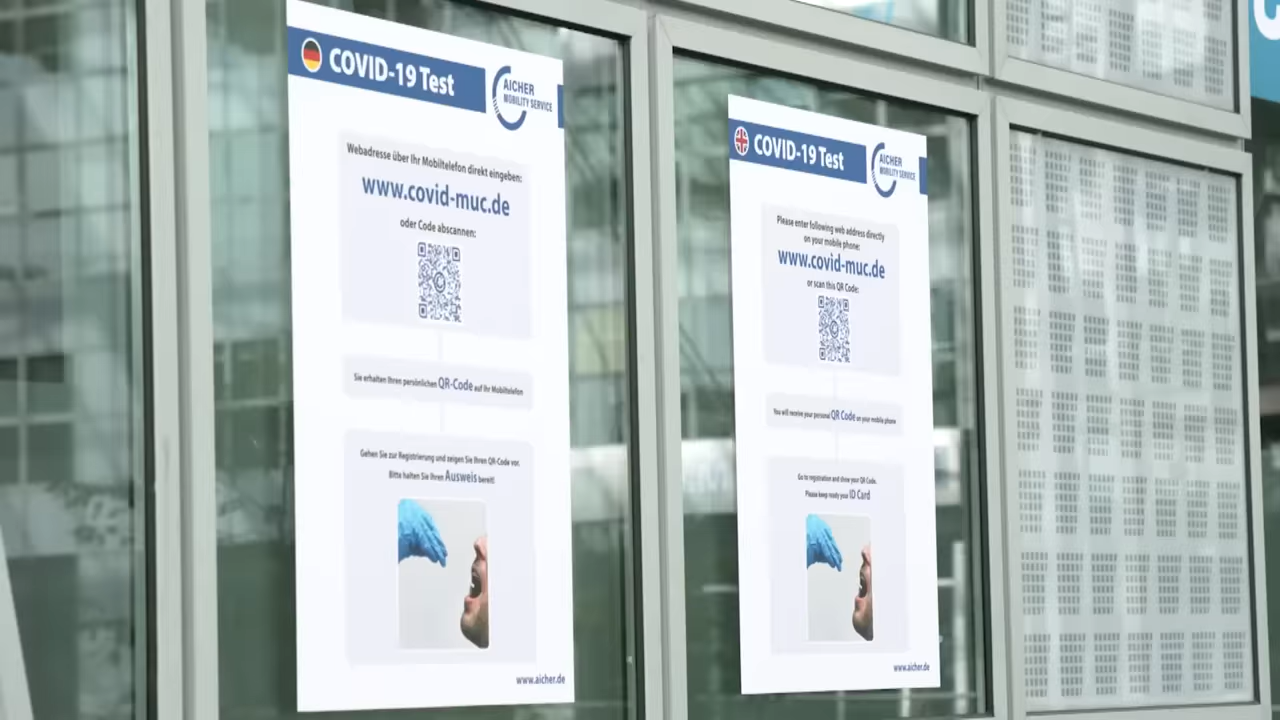 COVID-19 Test
AICHER
MOBILITY SERVICE
Webadresse über Ihr Mobiltelefon direkt eingeben:
www.covid-muc.de
oder Code abscannen:
Sie erhalten Ihren persönlichen QR-Code auf Ihr Mobiltelefon
Gehen Sie zur Registrierung und zeigen Sie Ihren QR-Code vor.
Bitte halten Sie Ihren Ausweis bereit!
www.aicher.de
COVID-19 Test
AICHER
MOBILITY SERVICE
Please enter following web address directly
on your mobile phone:
www.covid-muc.de
or scan this QR Code:
You will receive your personal QR Code on your mobile phone
Go to registration and show your QR Code.
Please keep ready your ID Card
www.aicher.de